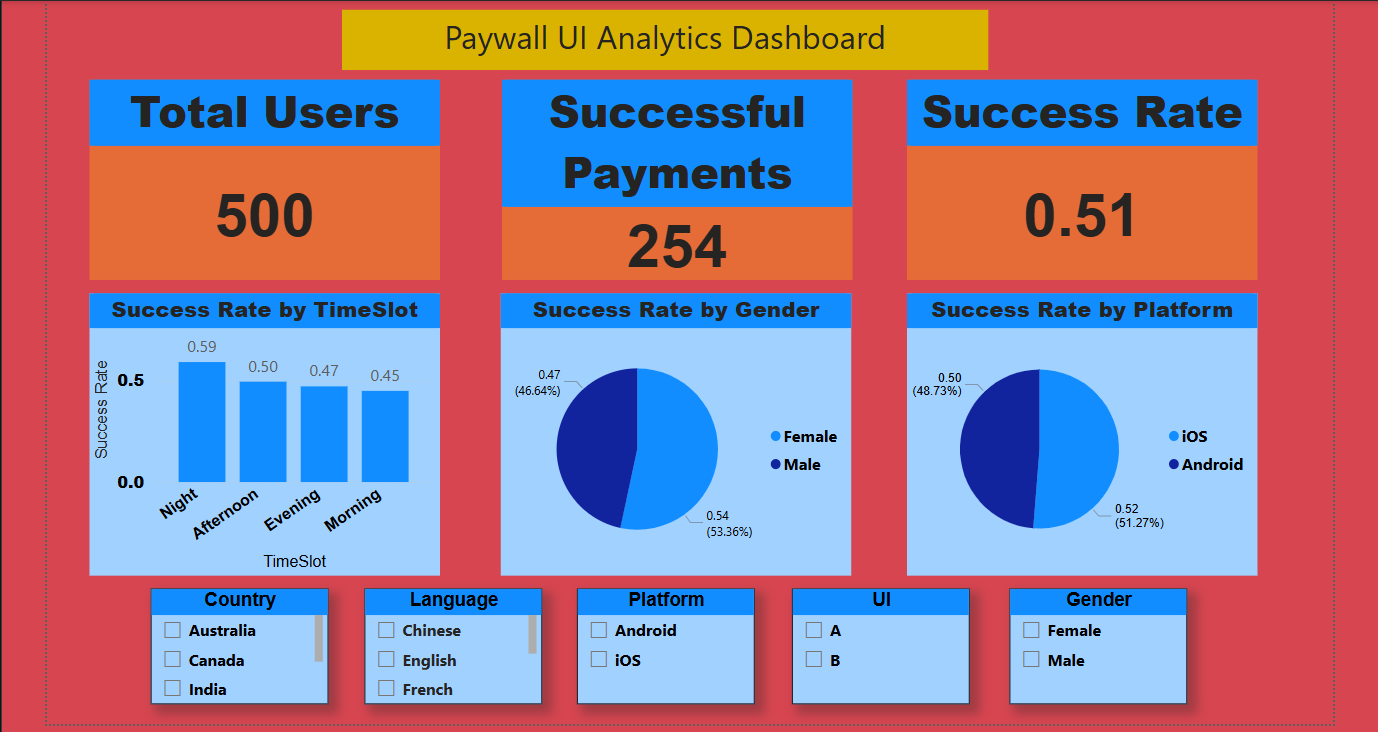 Paywall UI Analytics Dashboard
Total Users
500
Successful
Payments
254
Success Rate
0.51
Success Rate by TimeSlot
Success Rate
0.5
0.0
0.59
0.50
0.47
0.45
Night
Afternoon
Evening
Morning
TimeSlot
Success Rate by Gender
0.47
(46.64%)
0.54
(53.36%)
Female
Male
Success Rate by Platform
0.50
(48.73%)
0.52
(51.27%)
iOS
Android
Country
Australia
Canada
India
Language
Chinese
English
French
Platform
Android
iOS
UI
A
B
Gender
Female
Male